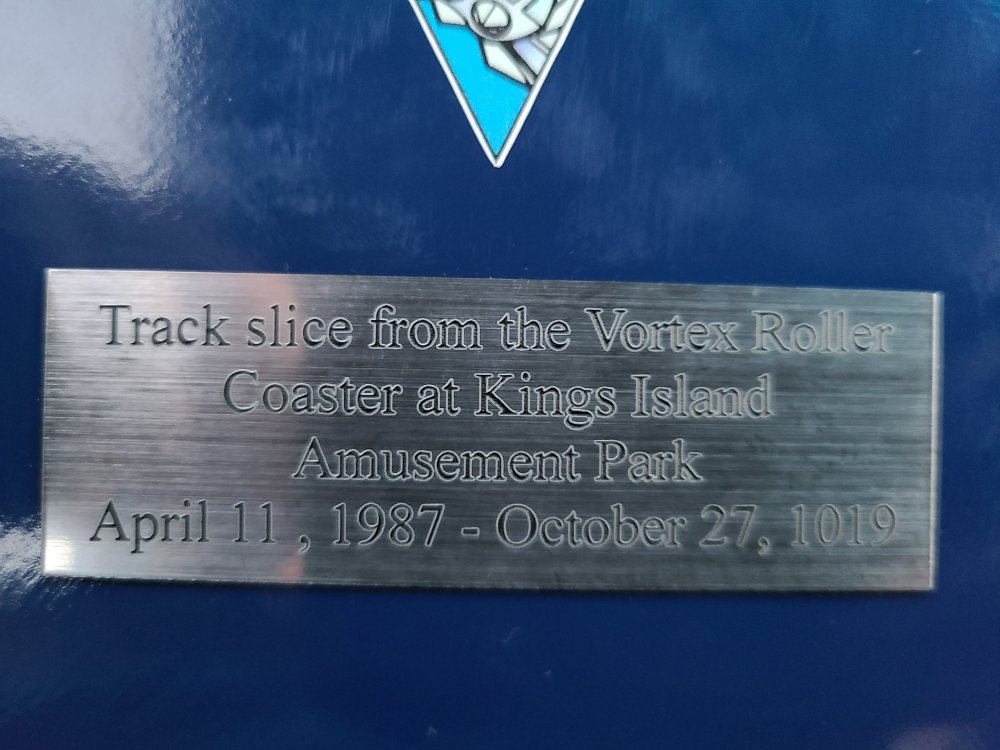 Track slice from the Vortex Roller
Coaster at Kings Island
Amusement Park
April 11 , 1987 - October 27, 1019